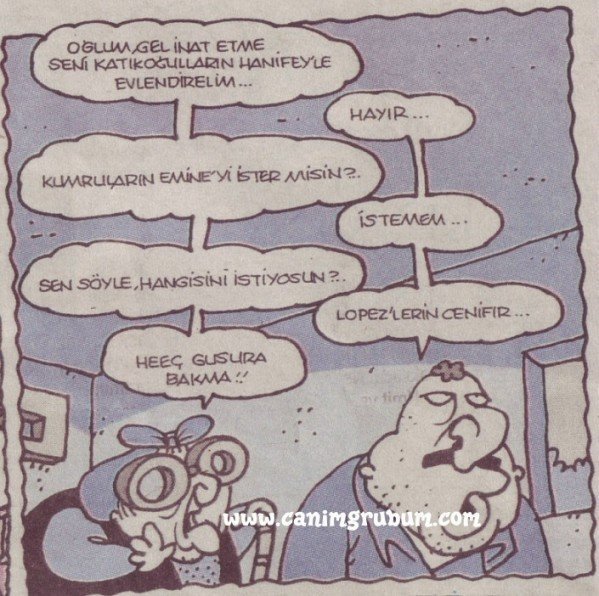 OĞLUM, GEL İNAT ETME
SENİ KATIKOĞULLARIN HANİFEY'LE
EVLENDİRELİM...
HAYIR...
KUMRULARIN EMİNE'Yİ İSTER MİSİN?.
İSTEMEM...
SEN SÖYLE, HANGİSİNİ İSTİYOSUN?.
LOPEZ'LERİN CENİFIR...
HEEÇ GUSURA
BAKMA!.'
www.canimgrubum.com